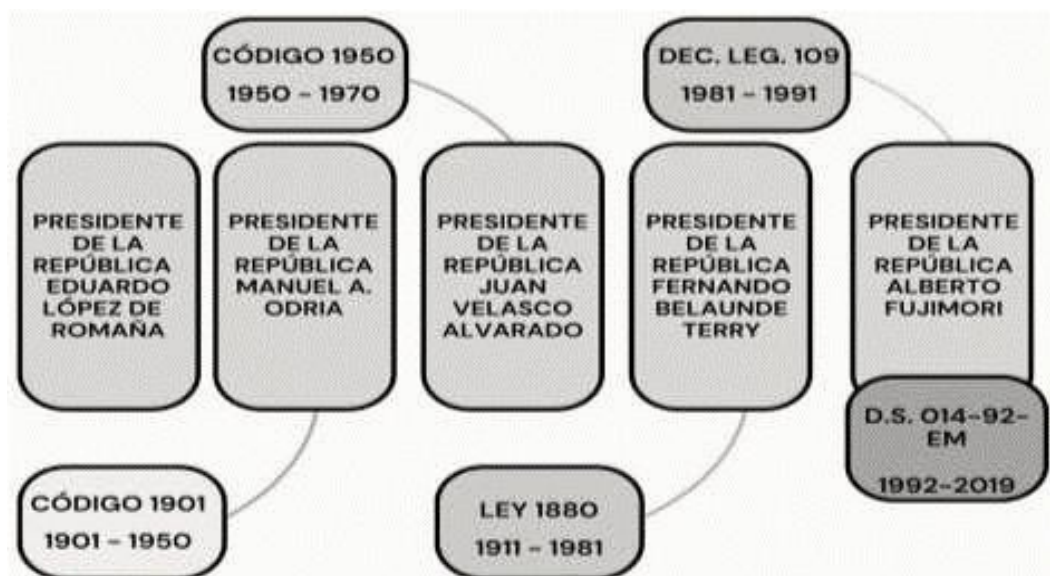 CÓDIGO 1950
1950 – 1970
DEC. LEG. 109
1981 – 1991
PRESIDENTE
DE LA
REPÚBLICA
EDUARDO
LÓPEZ DE
ROMAÑA
PRESIDENTE
DE LA
REPÚBLICA
MANUEL A.
ODRIA
PRESIDENTE
DE LA
REPÚBLICA
JUAN
VELASCO
ALVARADO
PRESIDENTE
DE LA
REPÚBLICA
FERNANDO
BELAUNDE
TERRY
PRESIDENTE
DE LA
REPÚBLICA
ALBERTO
FUJIMORI
D.S. 014-92-
EM
1992-2019
CÓDIGO 1901
1901 – 1950
LEY 1880
1911 – 1981